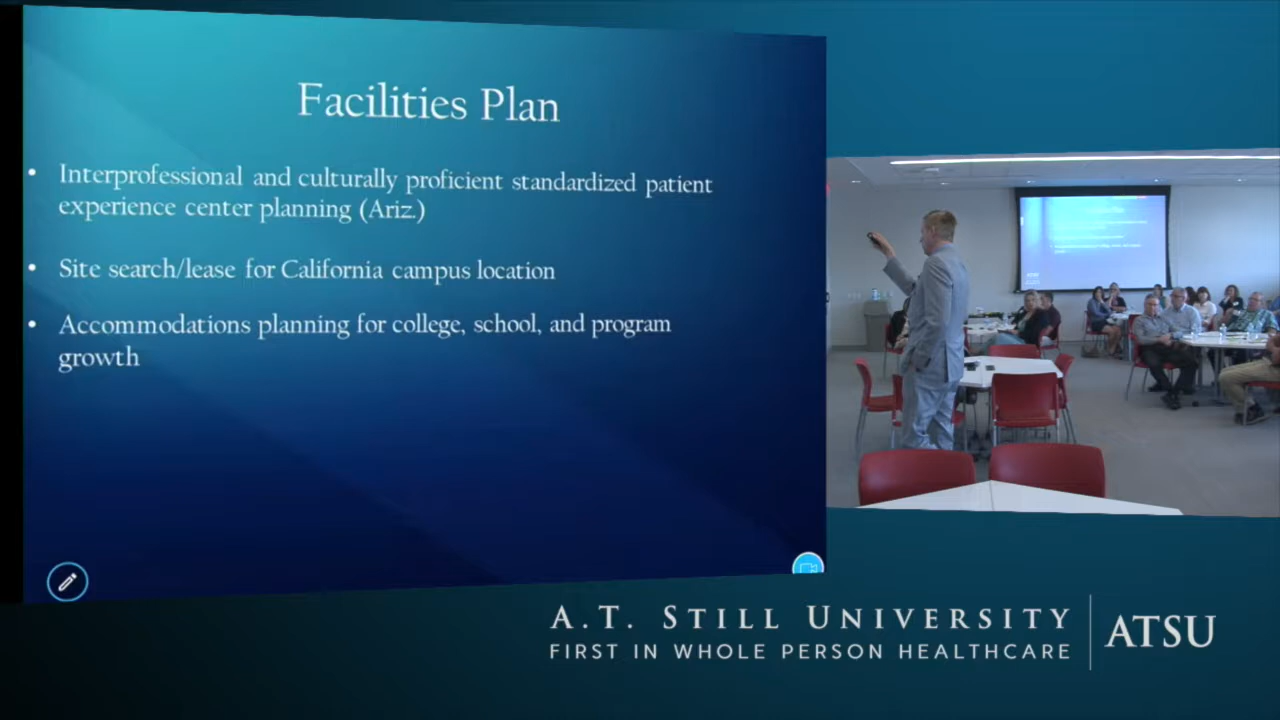 Facilities Plan
• Interprofessional and culturally proficient standardized patient
experience center planning (Ariz.)
• Site search/lease for California campus location
• Accommodations planning for college, school, and program
growth
A.T. STILL UNIVERSITY
FIRST IN WHOLE PERSON HEALTHCARE
ATSU